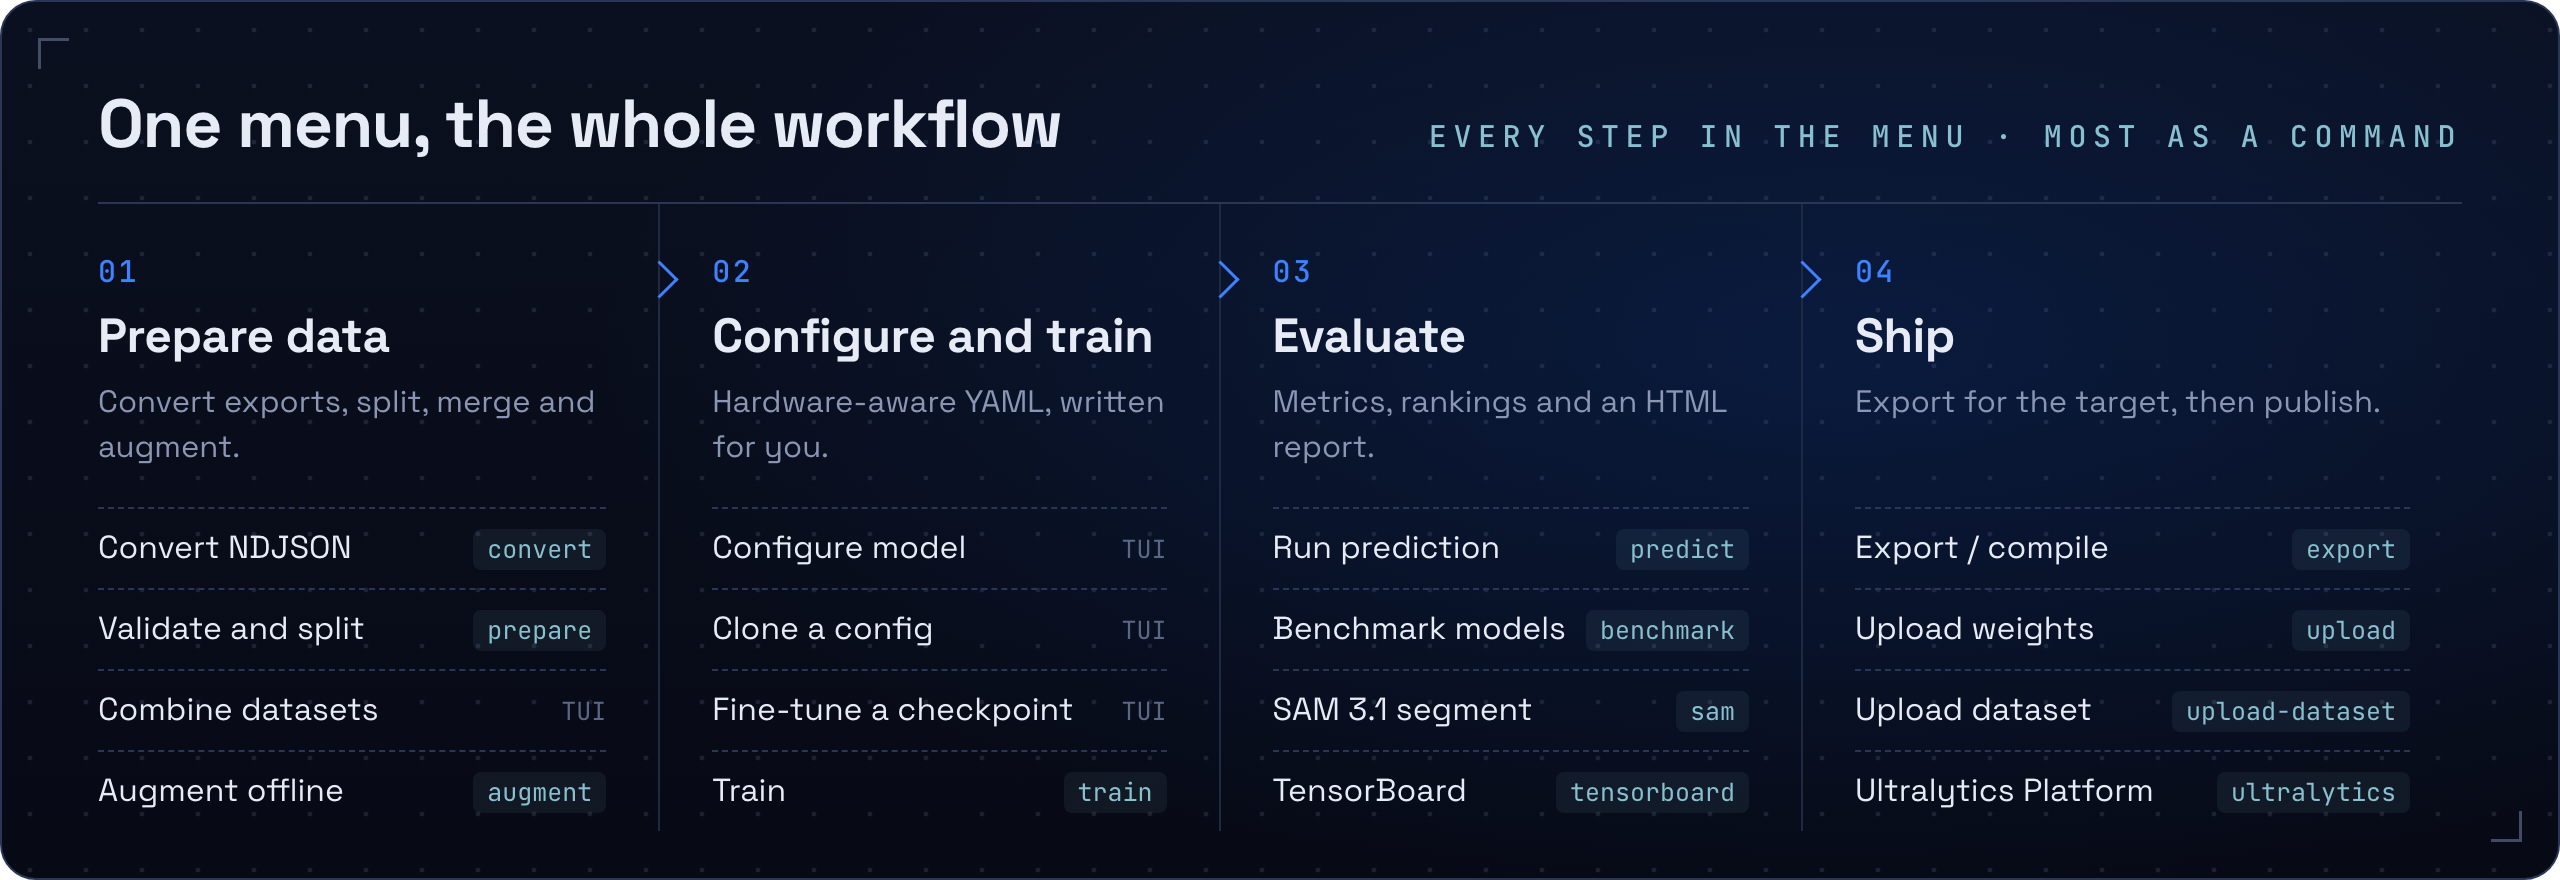 One menu, the whole workflow
EVERY STEP IN THE MENU · MOST AS A COMMAND
01
Prepare data
Convert exports, split, merge and
augment.
Convert NDJSON convert
Validate and split prepare
Combine datasets TUI
Augment offline augment
02
Configure and train
Hardware-aware YAML, written
for you.
Configure model TUI
Clone a config TUI
Fine-tune a checkpoint TUI
Train train
03
Evaluate
Metrics, rankings and an HTML
report.
Run prediction predict
Benchmark models benchmark
SAM 3.1 segment sam
TensorBoard tensorboard
04
Ship
Export for the target, then publish.
Export / compile export
Upload weights upload
Upload dataset upload-dataset
Ultralytics Platform ultralytics